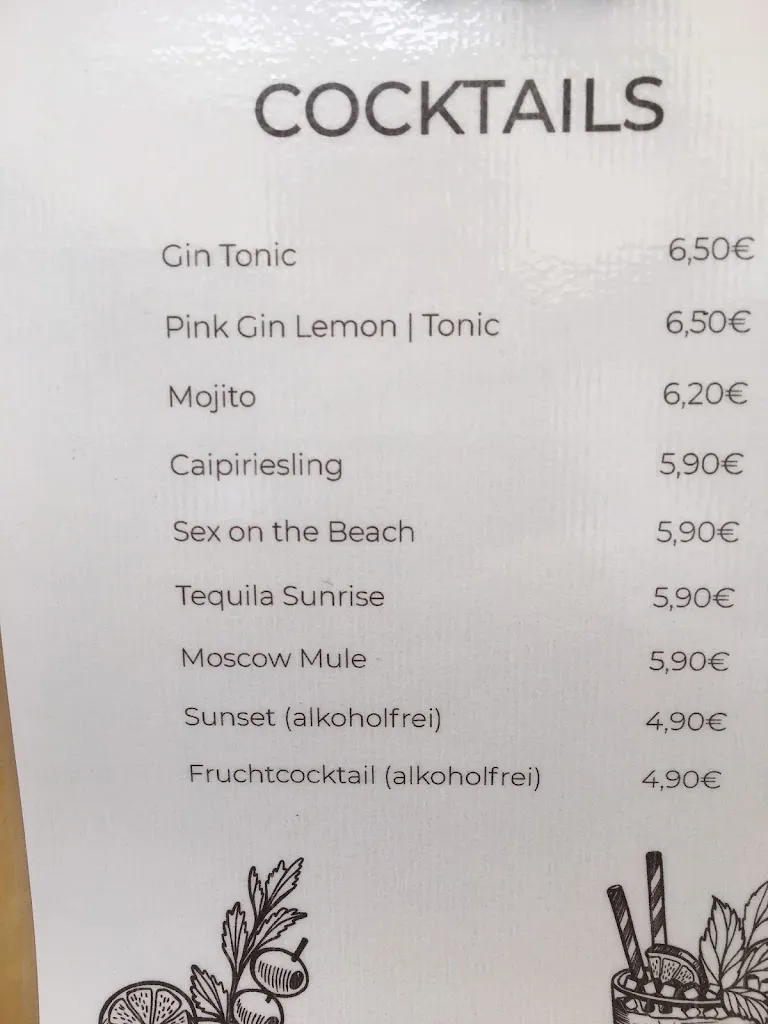 COCKTAILS
Gin Tonic 6,50€
Pink Gin Lemon | Tonic 6,50€
Mojito 6,20€
Caipiriesling 5,90€
Sex on the Beach 5,90€
Tequila Sunrise 5,90€
Moscow Mule 5,90€
Sunset (alkoholfrei) 4,90€
Fruchtcocktail (alkoholfrei) 4,90€